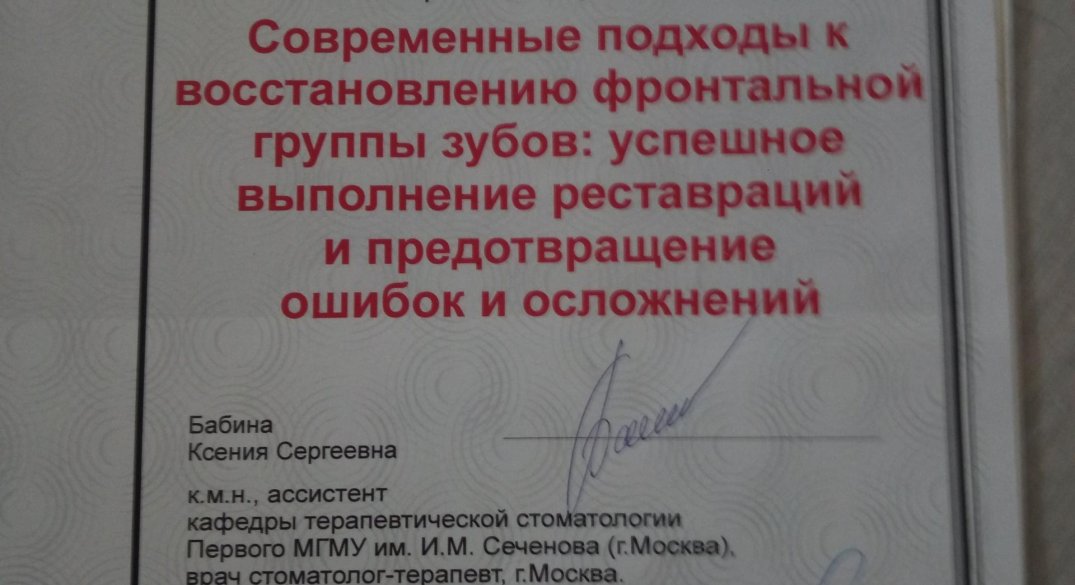 Современные подходы к
восстановлению фронтальной
группы зубов: успешное
выполнение реставраций
и предотвращение
ошибок и осложнений
Бабина
Ксения Сергеевна
к.м.н., ассистент
кафедры терапевтической стоматологии
Первого МГМУ им. И.М. Сеченова (г.Москва),
врач стоматолог-терапевт, г.Москва.